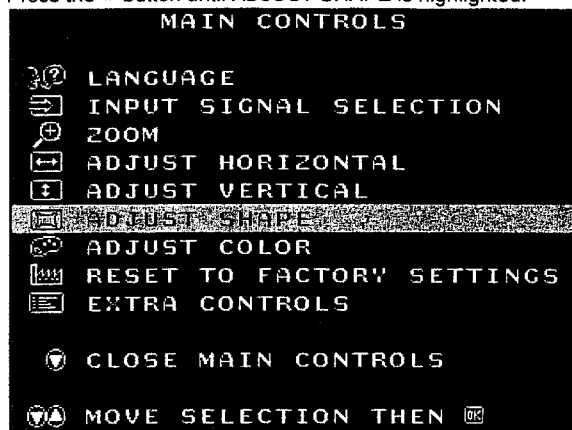 MAIN CONTROLS
LANGUAGE
INPUT SIGNAL SELECTION
ZOOM
ADJUST HORIZONTAL
ADJUST VERTICAL
ADJUST SHAPE
ADJUST COLOR
RESET TO FACTORY SETTINGS
EXTRA CONTROLS
CLOSE MAIN CONTROLS
MOVE SELECTION THEN OK